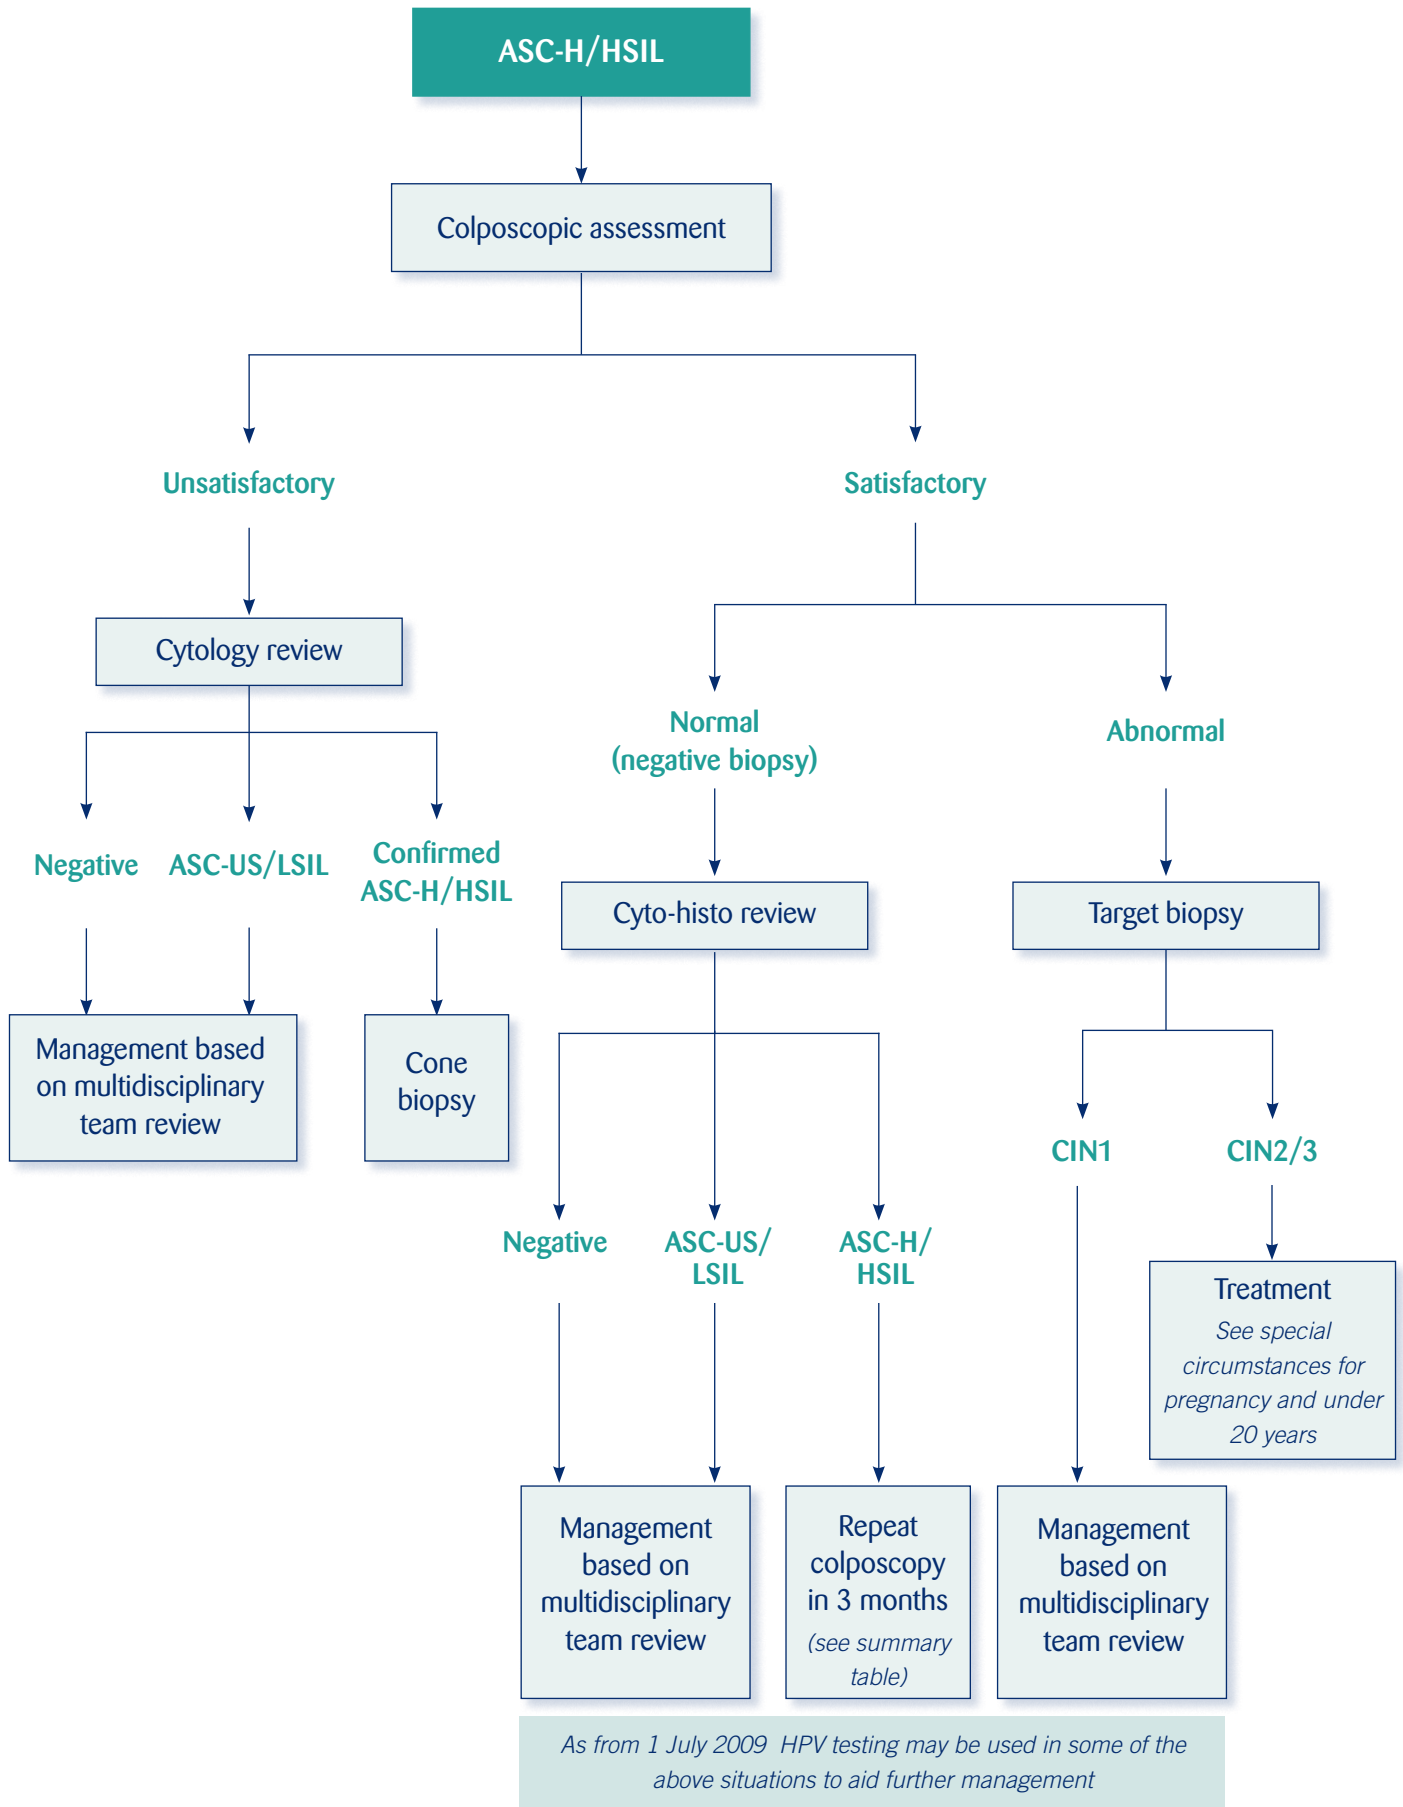 ASC-H/HSIL
Colposcopic assessment
Unsatisfactory
Satisfactory
Cytology review
Normal
(negative biopsy)
Abnormal
Negative
ASC-US/LSIL
Confirmed
ASC-H/HSIL
Cyto-histo review
Target biopsy
Management based
on multidisciplinary
team review
Cone
biopsy
CIN1
CIN2/3
Negative
ASC-US/
LSIL
ASC-H/
HSIL
Treatment
See special
circumstances for
pregnancy and under
20 years
Management
based on
multidisciplinary
team review
Repeat
colposcopy
in 3 months
(see summary
table)
Management
based on
multidisciplinary
team review
As from 1 July 2009 HPV testing may be used in some of the
above situations to aid further management